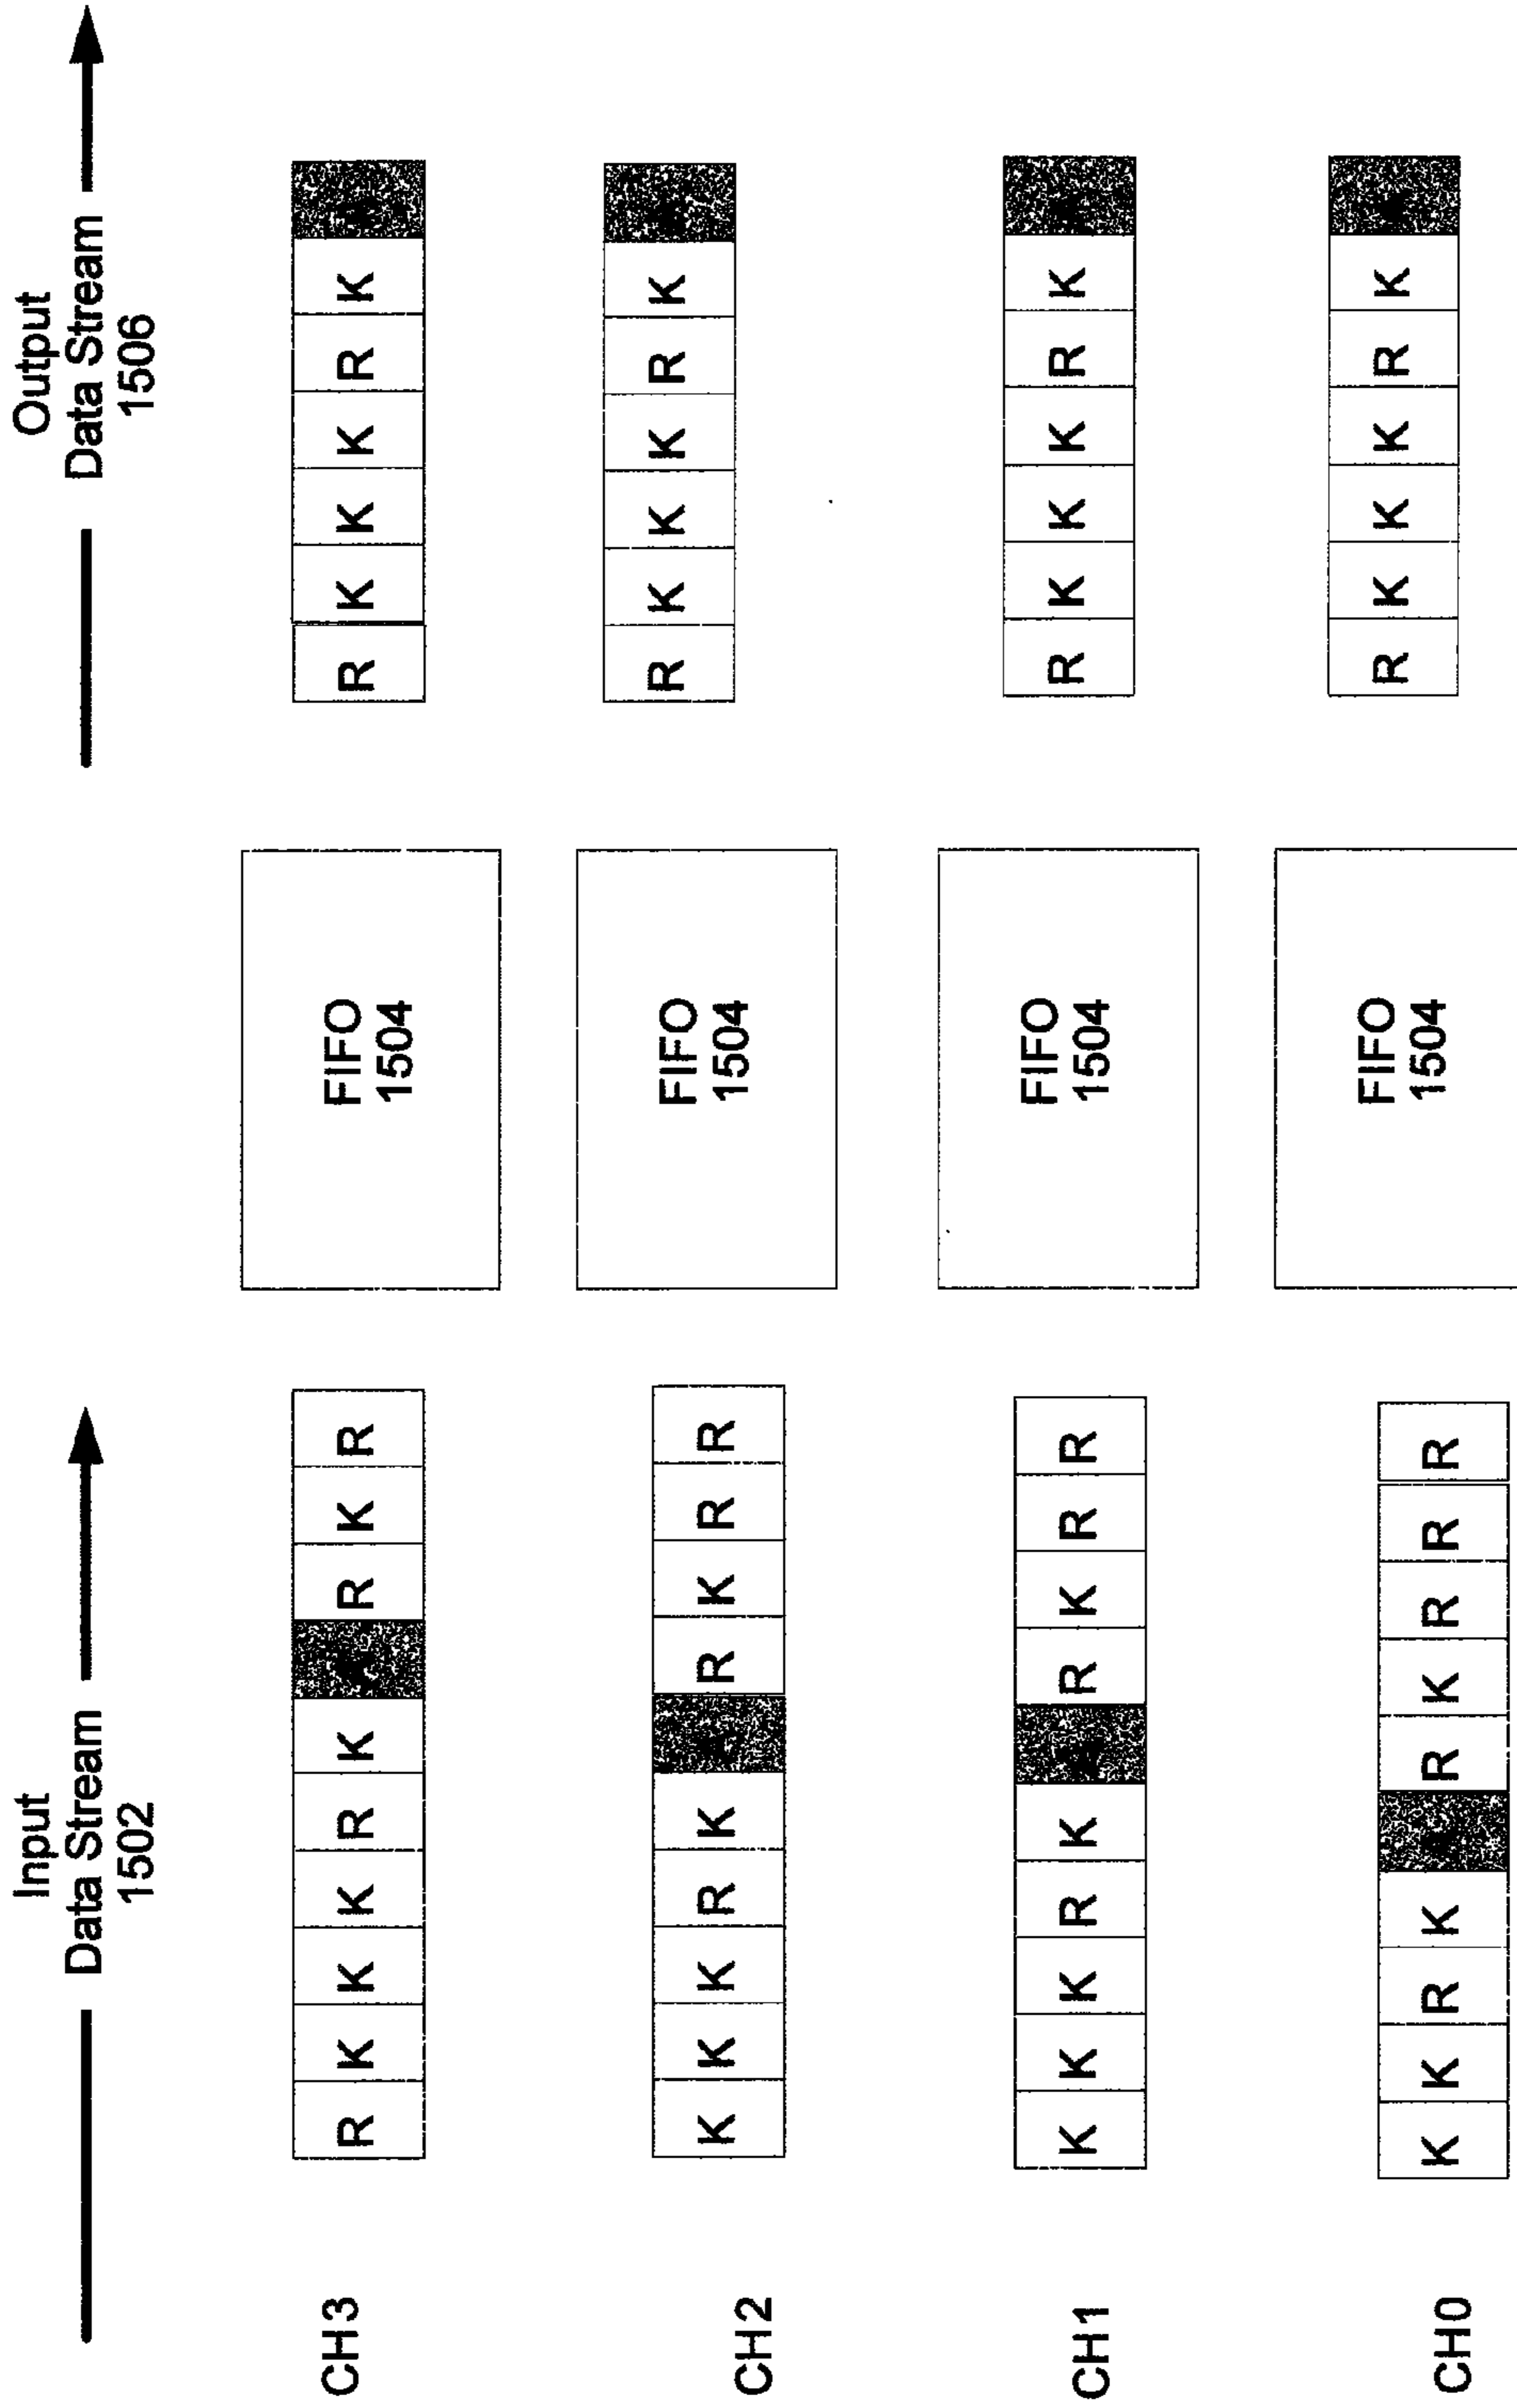 Input
Data Stream
1502
Output
Data Stream
1506
CH3
R K K K R K R K R
FIFO
1504
R K K K R K
CH2
K K K R K R K R R
FIFO
1504
R K K K R K
CH1
K K K R K R K R R
FIFO
1504
R K K K R K
CH0
K K R K R K R R R
FIFO
1504
R K K K R K